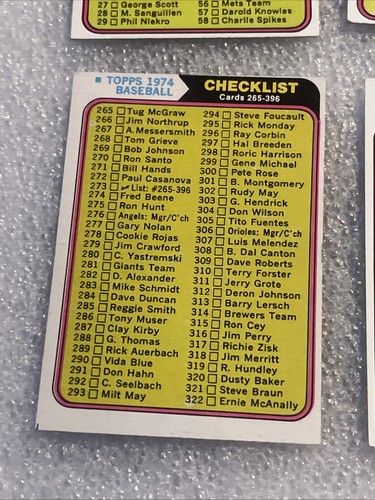 27 George Scott
28 M. Sanguillen
29 Phil Niekro
56 Mets Team
57 Darold Knowles
58 Charlie Spikes
TOPPS 1974
BASEBALL
CHECKLIST
Cards 265-396
265 Tug McGraw
266 Jim Northrup
267 A. Messersmith
268 Tom Grieve
269 Bob Johnson
270 Ron Santo
271 Bill Hands
272 Paul Casanova
273 ✓List: #265-396
274 Fred Beene
275 Ron Hunt
276 Angels: Mgr/C'ch
277 Gary Nolan
278 Cookie Rojas
279 Jim Crawford
280 C. Yastremski
281 Giants Team
282 D. Alexander
283 Mike Schmidt
284 Dave Duncan
285 Reggie Smith
286 Tony Muser
287 Clay Kirby
288 G. Thomas
289 Rick Auerbach
290 Vida Blue
291 Don Hahn
292 C. Seelbach
293 Milt May
294 Steve Foucault
295 Rick Monday
296 Ray Corbin
297 Hal Breeden
298 Roric Harrison
299 Gene Michael
300 Pete Rose
301 B. Montgomery
302 Rudy May
303 G. Hendrick
304 Don Wilson
305 Tito Fuentes
306 Orioles: Mgr/C'ch
307 Luis Melendez
308 B. Dal Canton
309 Dave Roberts
310 Terry Forster
311 Jerry Grote
312 Deron Johnson
313 Barry Lersch
314 Brewers Team
315 Ron Cey
316 Jim Perry
317 Richie Zisk
318 Jim Merritt
319 R. Hundley
320 Dusty Baker
321 Steve Braun
322 Ernie McAnally